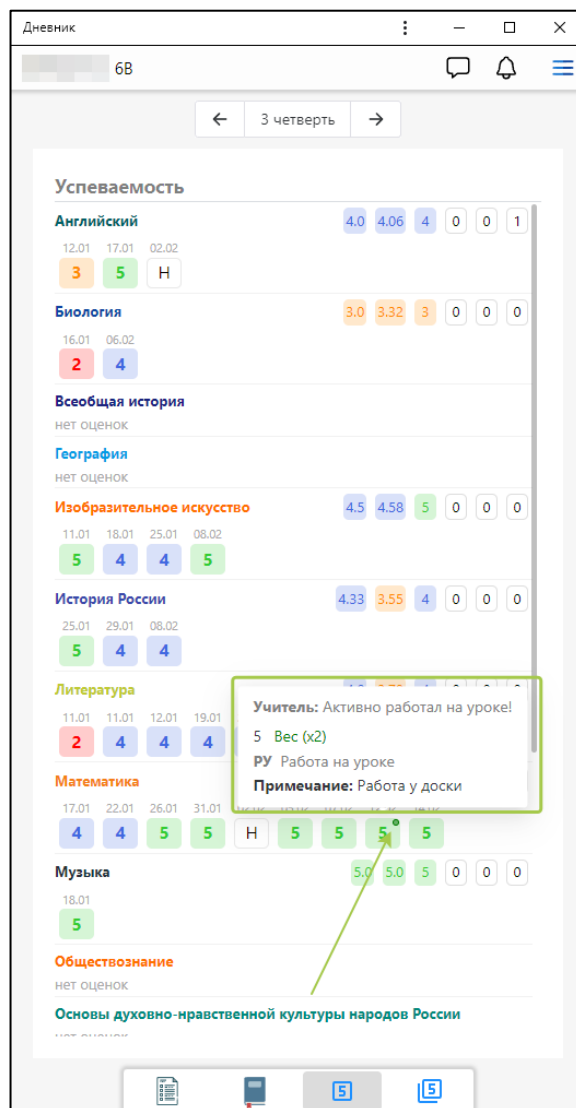 Дневник
6В
3 четверть
Успеваемость
Английский 4.0 4.06 4 0 0 1
12.01 17.01 02.02
3 5 Н
Биология 3.0 3.32 3 0 0 0
16.01 06.02
2 4
Всеобщая история
нет оценок
География
нет оценок
Изобразительное искусство 4.5 4.58 5 0 0 0
11.01 18.01 25.01 08.02
5 4 4 5
История России 4.33 3.55 4 0 0 0
25.01 29.01 08.02
5 4 4
Литература
11.01 11.01 12.01 19.01
2 4 4 4
Учитель: Активно работал на уроке!
5 Вес (x2)
РУ Работа на уроке
Примечание: Работа у доски
Математика
17.01 22.01 26.01 31.01
4 4 5 5 Н 5 5 5 5
Музыка 5.0 5.0 5 0 0 0
18.01
5
Обществознание
нет оценок
Основы духовно-нравственной культуры народов России
5 5